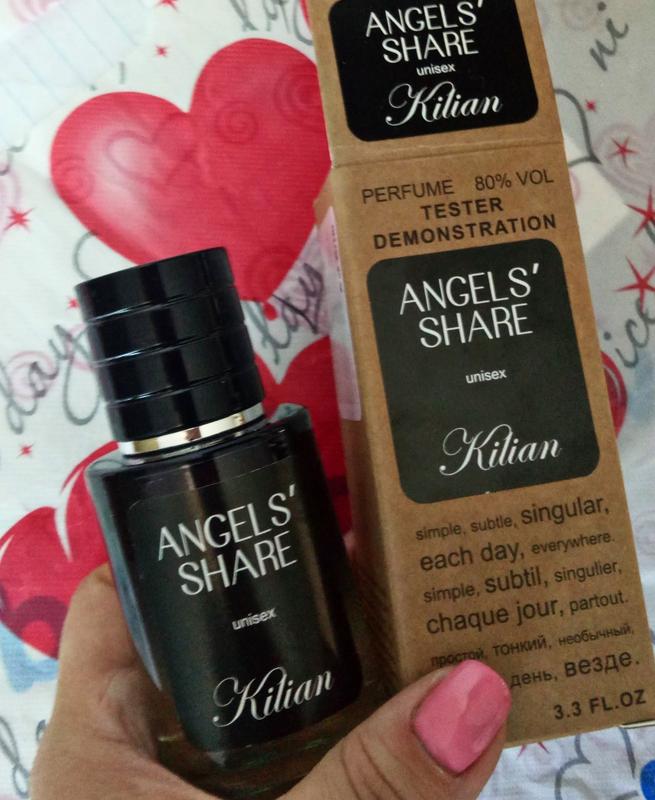 ANGELS'
SHARE
unisex
Kilian
PERFUME 80% VOL
TESTER
DEMONSTRATION
ANGELS'
SHARE
unisex
Kilian
simple, subtle, singular,
each day, everywhere.
simple, subtil, singulier,
chaque jour, partout.
простой, тонкий, необычный,
день, везде.
3.3 FL.OZ
ANGELS'
SHARE
unisex
Kilian
day